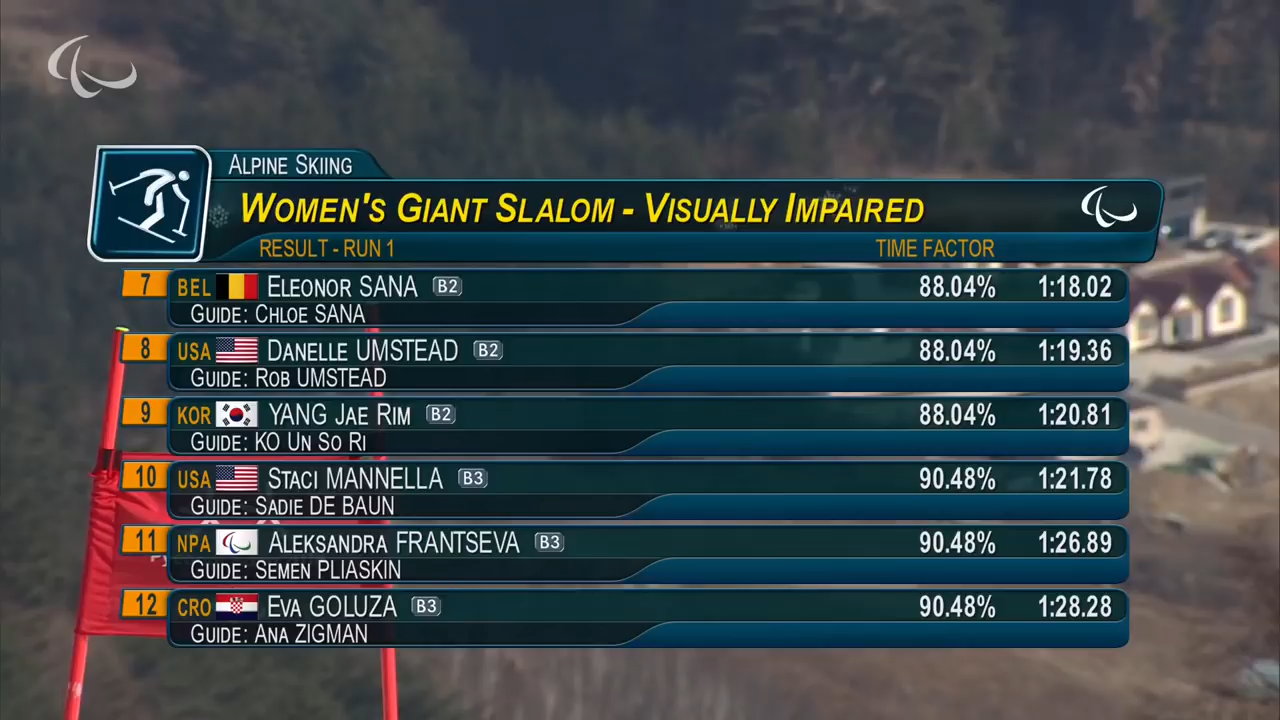 Alpine Skiing
Women's Giant Slalom - Visually Impaired
RESULT - RUN 1 TIME FACTOR
7 BEL Eleonor SANA B2 88.04% 1:18.02
Guide: Chloe SANA
8 USA Danelle UMSTEAD B2 88.04% 1:19.36
Guide: Rob UMSTEAD
9 KOR YANG Jae Rim B2 88.04% 1:20.81
Guide: KO Un So Ri
10 USA Staci MANNELLA B3 90.48% 1:21.78
Guide: Sadie DE BAUN
11 NPA Aleksandra FRANTSEVA B3 90.48% 1:26.89
Guide: Semen PLIASKIN
12 CRO Eva GOLUZA B3 90.48% 1:28.28
Guide: Ana ZIGMAN